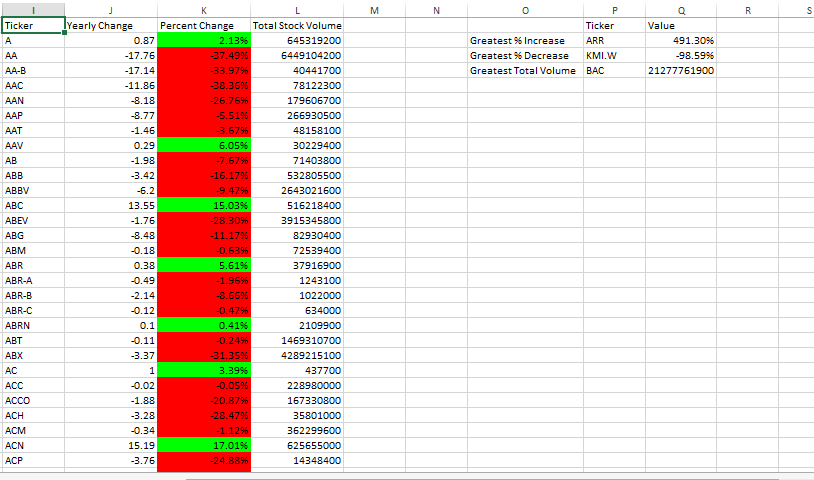 I J K L M N O P Q R S
Ticker Yearly Change Percent Change Total Stock Volume Ticker Value
A 0.87 2.13% 645319200 Greatest % Increase ARR 491.30%
AA -17.76 -37.49% 6449104200 Greatest % Decrease KMI.W -98.59%
AA-B -17.14 -33.97% 40441700 Greatest Total Volume BAC 21277761900
AAC -11.86 -38.36% 78122300
AAN -8.18 -26.76% 179606700
AAP -8.77 -5.51% 266930500
AAT -1.46 -3.67% 48158100
AAV 0.29 6.05% 30229400
AB -1.98 -7.67% 71403800
ABB -3.42 -16.17% 532805500
ABBV -6.2 -9.47% 2643021600
ABC 13.55 15.03% 516218400
ABEV -1.76 -28.30% 3915345800
ABG -8.48 -11.17% 82930400
ABM -0.18 -0.63% 72539400
ABR 0.38 5.61% 37916900
ABR-A -0.49 -1.96% 1243100
ABR-B -2.14 -8.66% 1022000
ABR-C -0.12 -0.47% 634000
ABRN 0.1 0.41% 2109900
ABT -0.11 -0.24% 1469310700
ABX -3.37 -31.35% 4289215100
AC 1 3.39% 437700
ACC -0.02 -0.05% 228980000
ACCO -1.88 -20.87% 167330800
ACH -3.28 -28.47% 35801000
ACM -0.34 -1.12% 362299600
ACN 15.19 17.01% 625655000
ACP -3.76 -24.88% 14348400